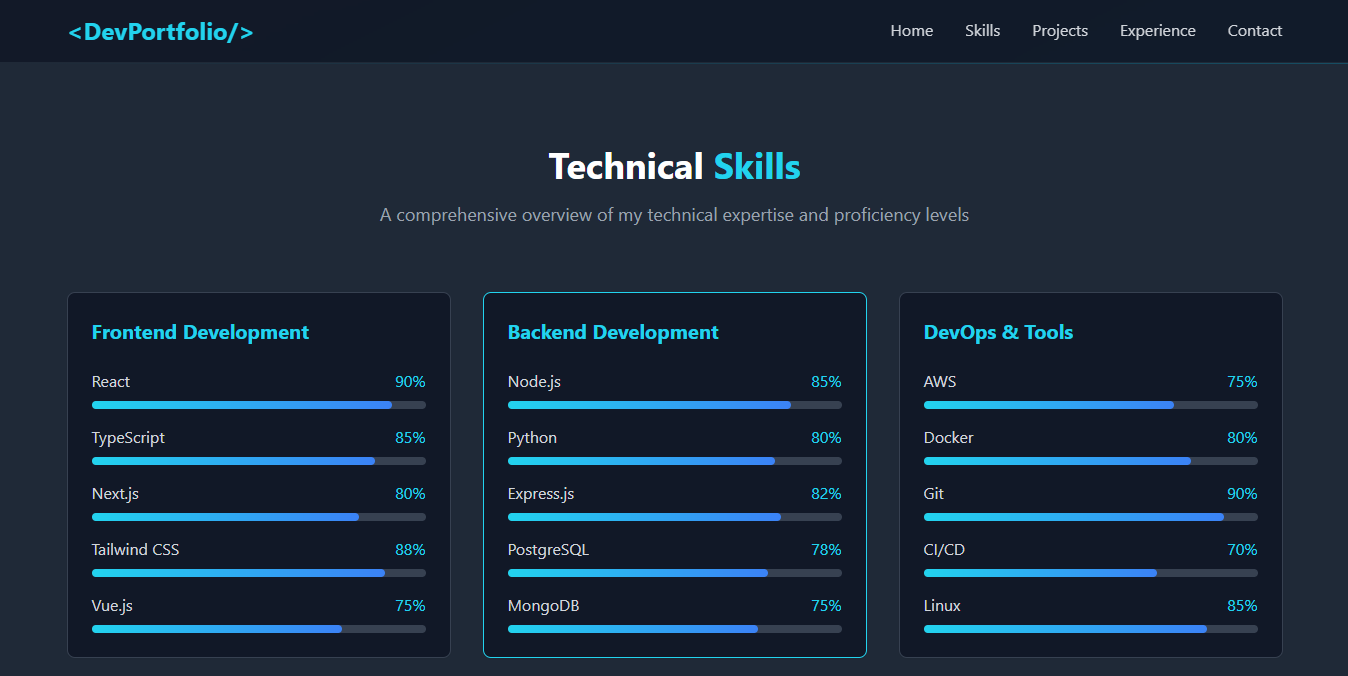 <DevPortfolio/>
Home Skills Projects Experience Contact
Technical Skills
A comprehensive overview of my technical expertise and proficiency levels
Frontend Development
React 90%
TypeScript 85%
Next.js 80%
Tailwind CSS 88%
Vue.js 75%
Backend Development
Node.js 85%
Python 80%
Express.js 82%
PostgreSQL 78%
MongoDB 75%
DevOps & Tools
AWS 75%
Docker 80%
Git 90%
CI/CD 70%
Linux 85%